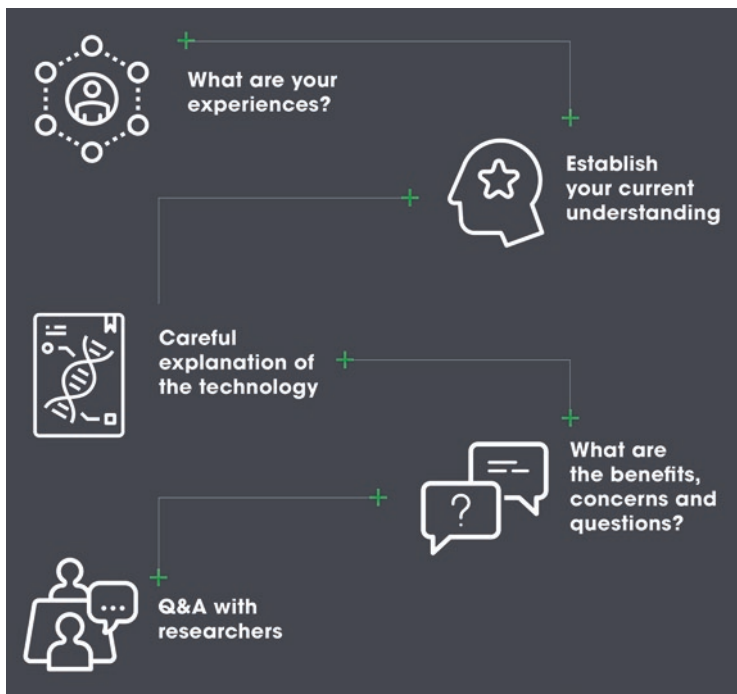 What are your
experiences?
Establish
your current
understanding
Careful
explanation of
the technology
What are
the benefits,
concerns and
questions?
?
Q&A with
researchers